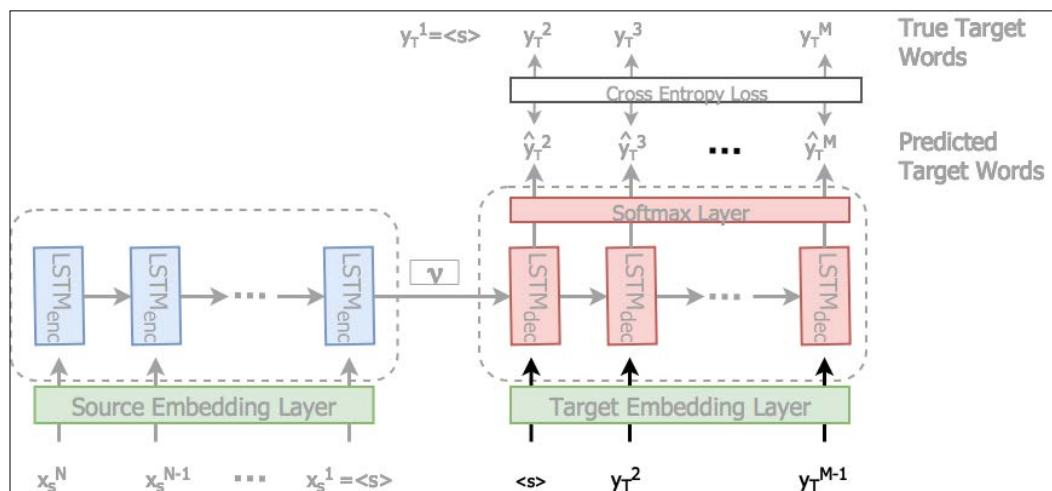 y_T^1=<s> y_T^2 y_T^3 y_T^M True Target
Words
Cross Entropy Loss
ŷ_T^2 ŷ_T^3 ... ŷ_T^M Predicted
Target Words
Softmax Layer
LSTM_enc LSTM_enc ... LSTM_enc v LSTM_dec LSTM_dec ... LSTM_dec
Source Embedding Layer Target Embedding Layer
x_s^N x_s^N-1 ... x_s^1=<s> <s> y_T^2 y_T^M-1